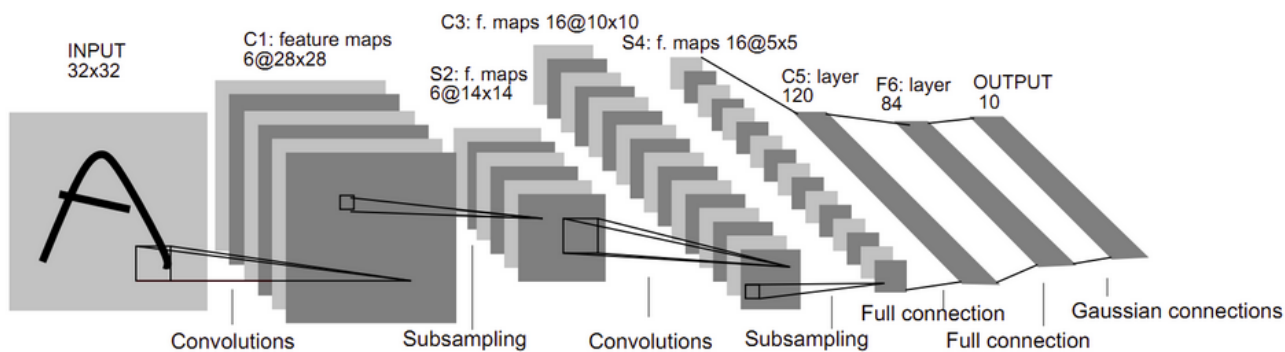 INPUT
32x32
C1: feature maps
6@28x28
S2: f. maps
6@14x14
C3: f. maps 16@10x10
S4: f. maps 16@5x5
C5: layer
120
F6: layer
84
OUTPUT
10
Convolutions
Subsampling
Convolutions
Subsampling
Full connection
Full connection
Gaussian connections